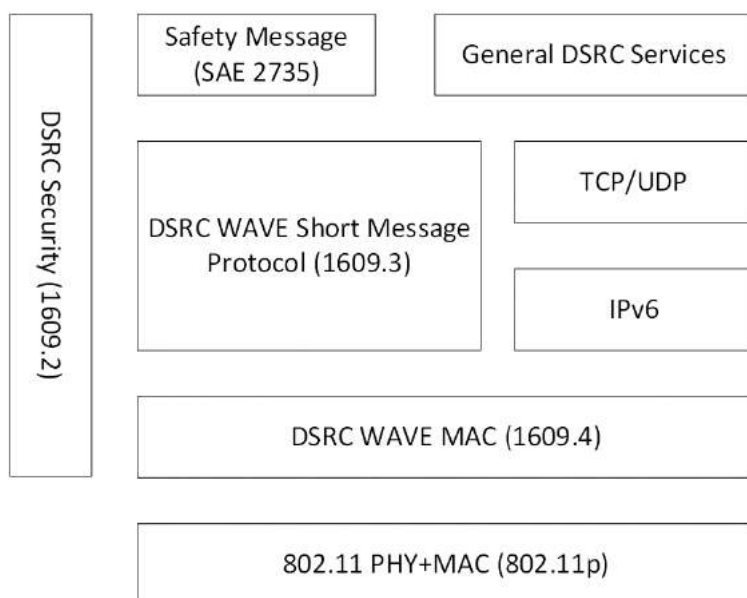 DSRC Security (1609.2)
Safety Message
(SAE 2735)
General DSRC Services
DSRC WAVE Short Message
Protocol (1609.3)
TCP/UDP
IPv6
DSRC WAVE MAC (1609.4)
802.11 PHY+MAC (802.11p)